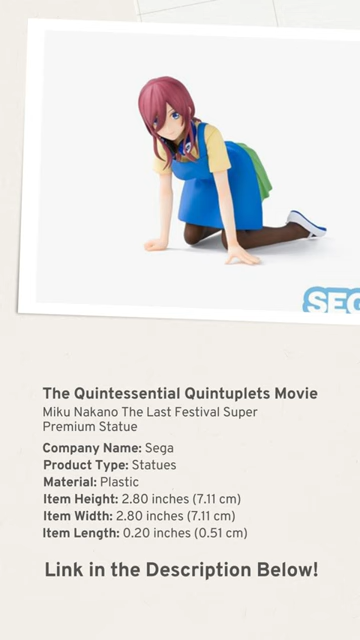 SEG
The Quintessential Quintuplets Movie
Miku Nakano The Last Festival Super
Premium Statue
Company Name: Sega
Product Type: Statues
Material: Plastic
Item Height: 2.80 inches (7.11 cm)
Item Width: 2.80 inches (7.11 cm)
Item Length: 0.20 inches (0.51 cm)
Link in the Description Below!